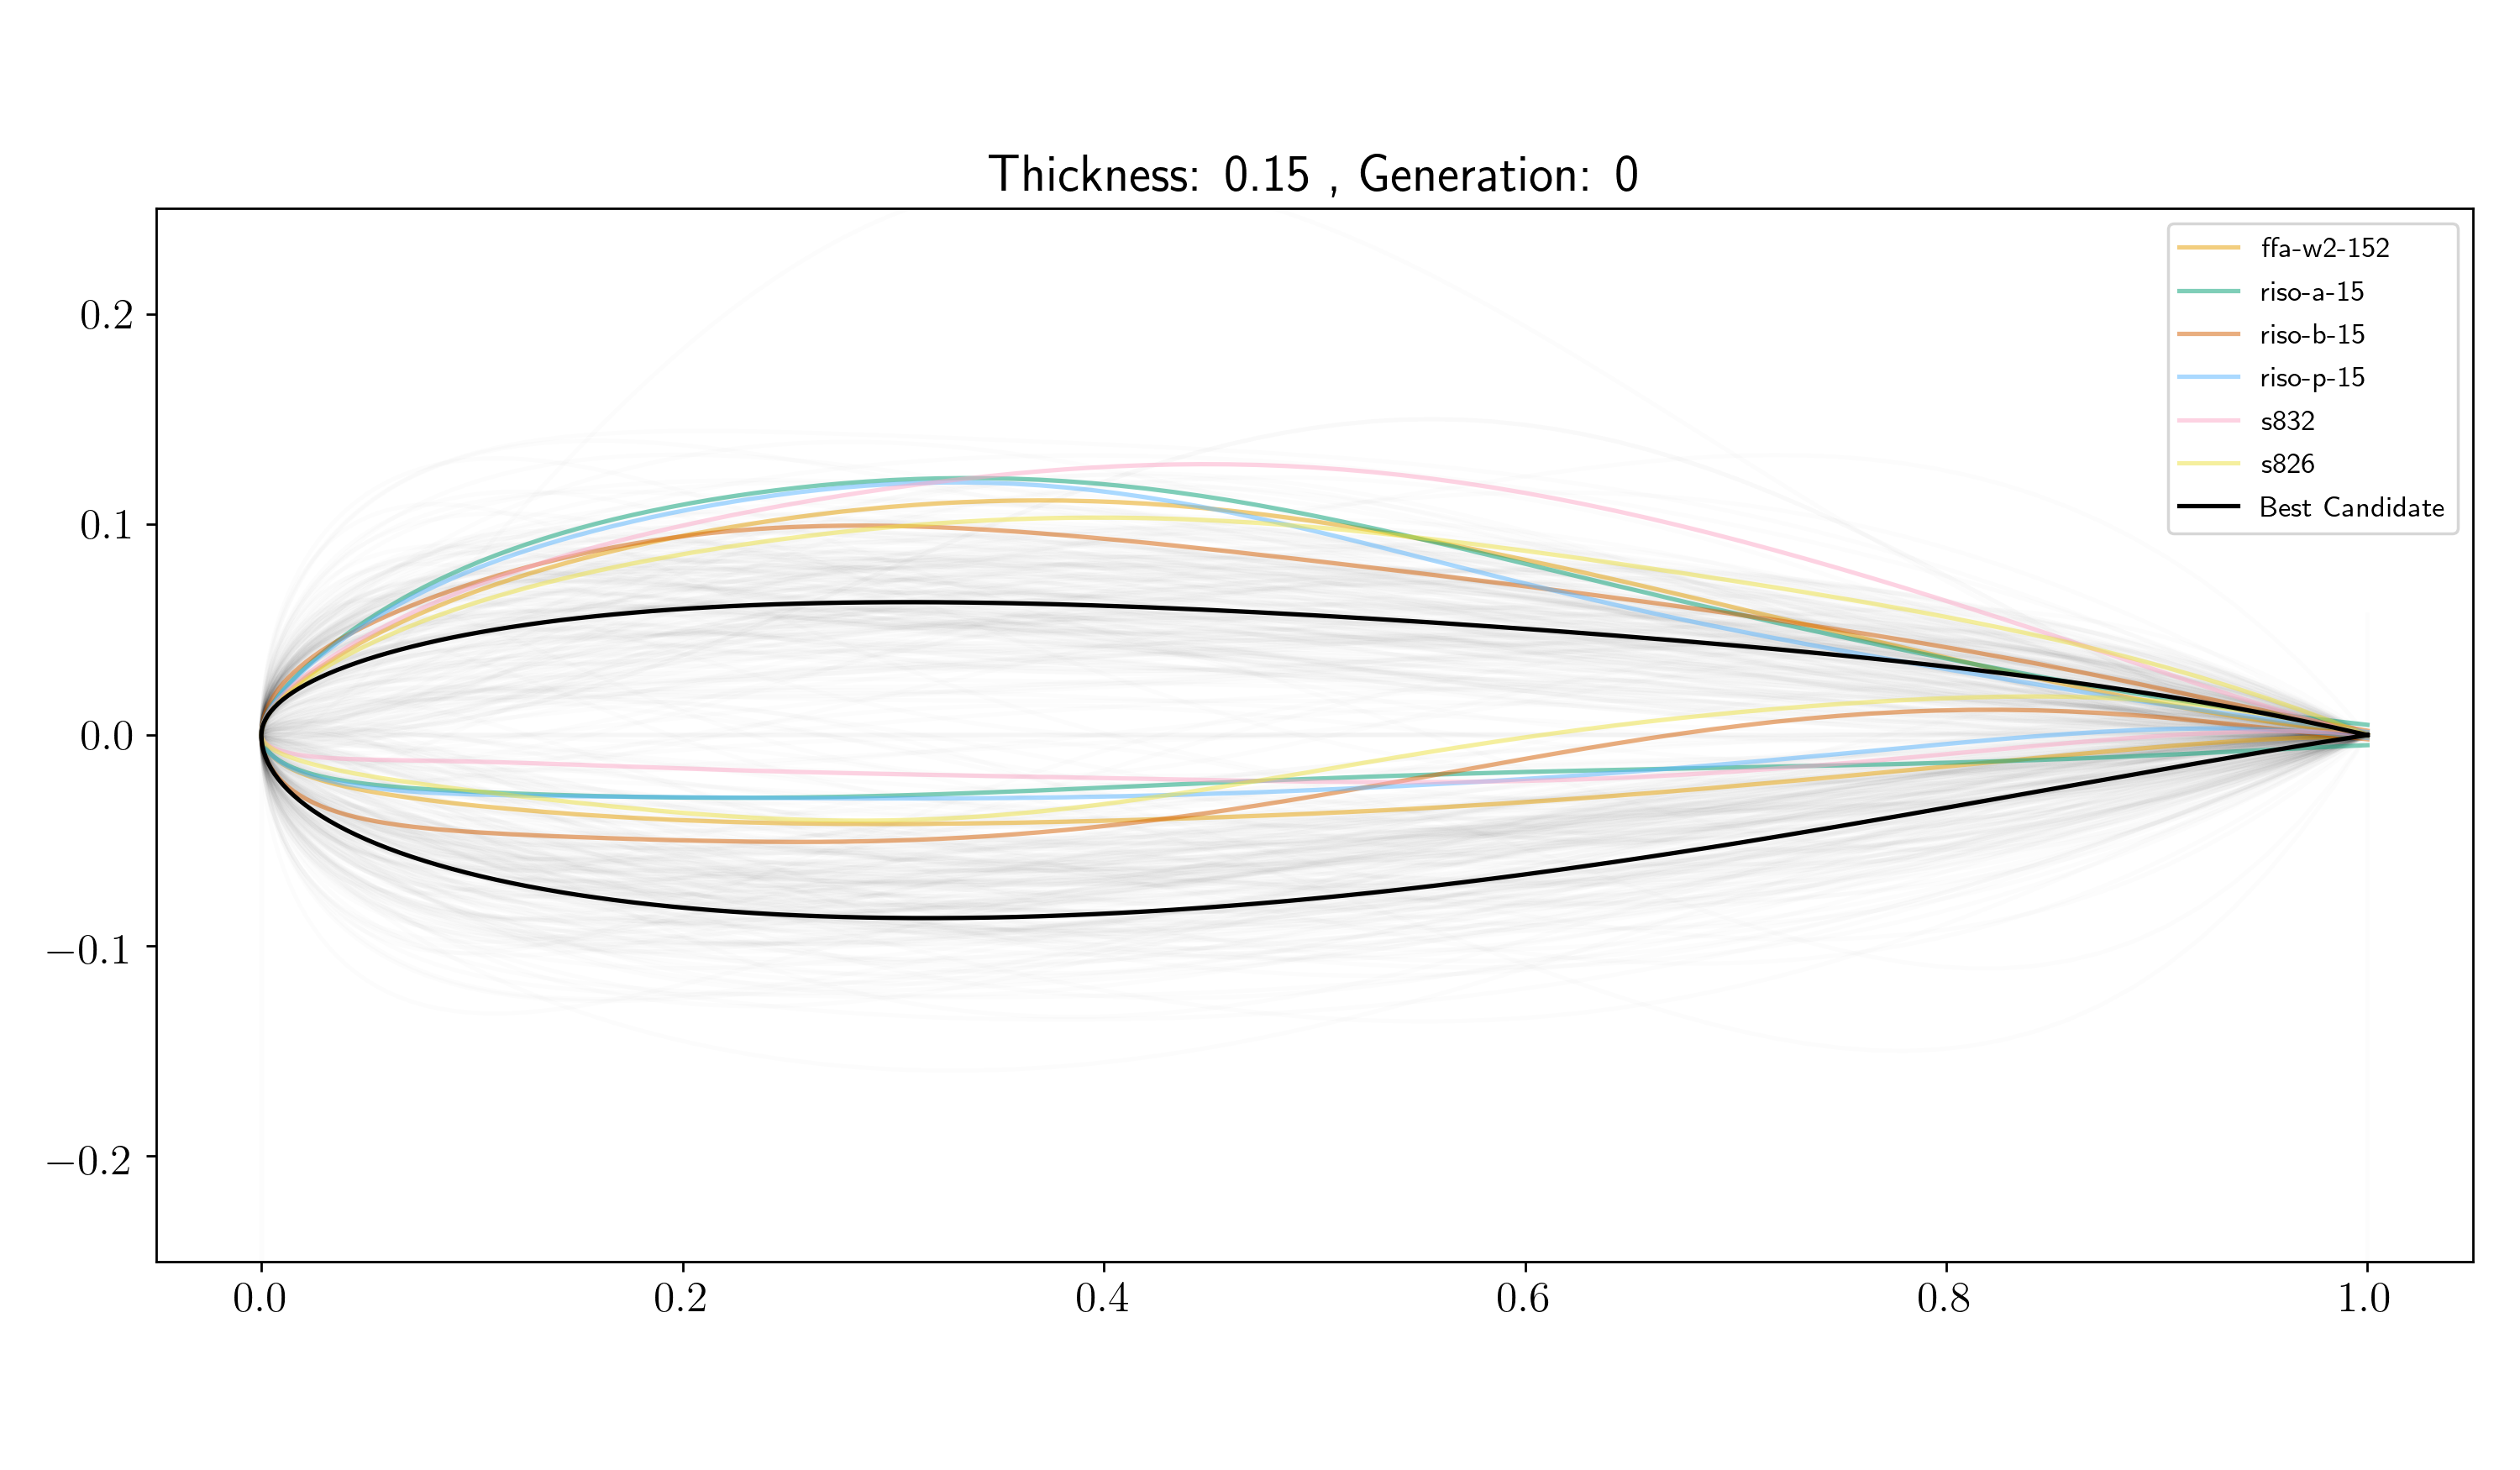 Thickness: 0.15 , Generation: 0
ffa-w2-152
riso-a-15
riso-b-15
riso-p-15
s832
s826
Best Candidate
0.2
0.1
0.0
−0.1
−0.2
0.0 0.2 0.4 0.6 0.8 1.0